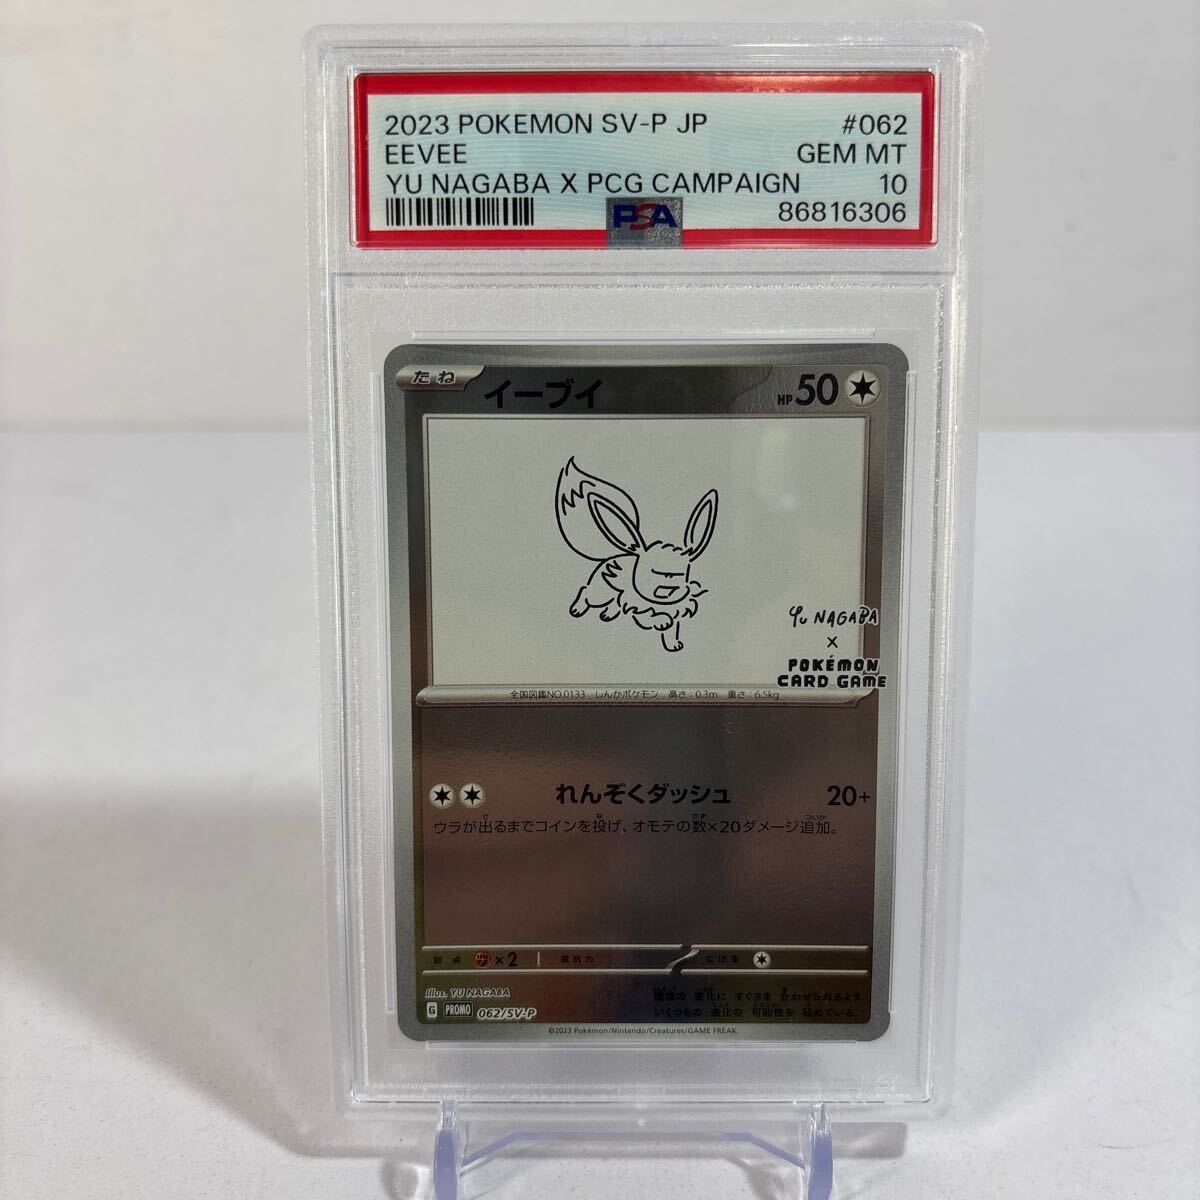 2023 POKEMON SV-P JP #062
EEVEE GEM MT
YU NAGABA X PCG CAMPAIGN 10
PSA 86816306
たね イーブイ HP 50
YU NAGABA
×
POKÉMON
CARD GAME
全国図鑑NO.0133 しんかポケモン 高さ:0.3m 重さ:6.5kg
れんぞくダッシュ 20+
ウラが出るまでコインを投げ、オモテの数×20ダメージ追加。
弱点 ×2 抵抗力 にげる
Illus. YU NAGABA
環境の 変化に すぐさま 合わせられるよう
いくつもの 進化の 可能性を 秘めている。
G PROMO 062/SV-P
©2023 Pokémon/Nintendo/Creatures/GAME FREAK.